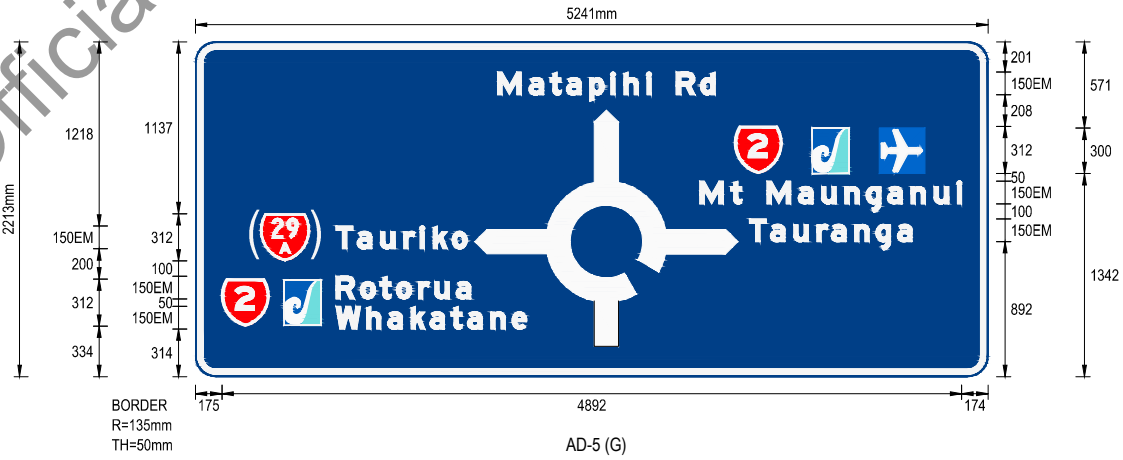 Official
5241mm
2213mm
1218
150EM
200
312
334
1137
312
100
150EM
50
150EM
314
Matapihi Rd
2
Mt Maunganui
Tauranga
(29A) Tauriko
2 Rotorua
Whakatane
201
150EM
208
312
50
150EM
100
150EM
892
571
300
1342
175
4892
174
BORDER
R=135mm
TH=50mm
AD-5 (G)